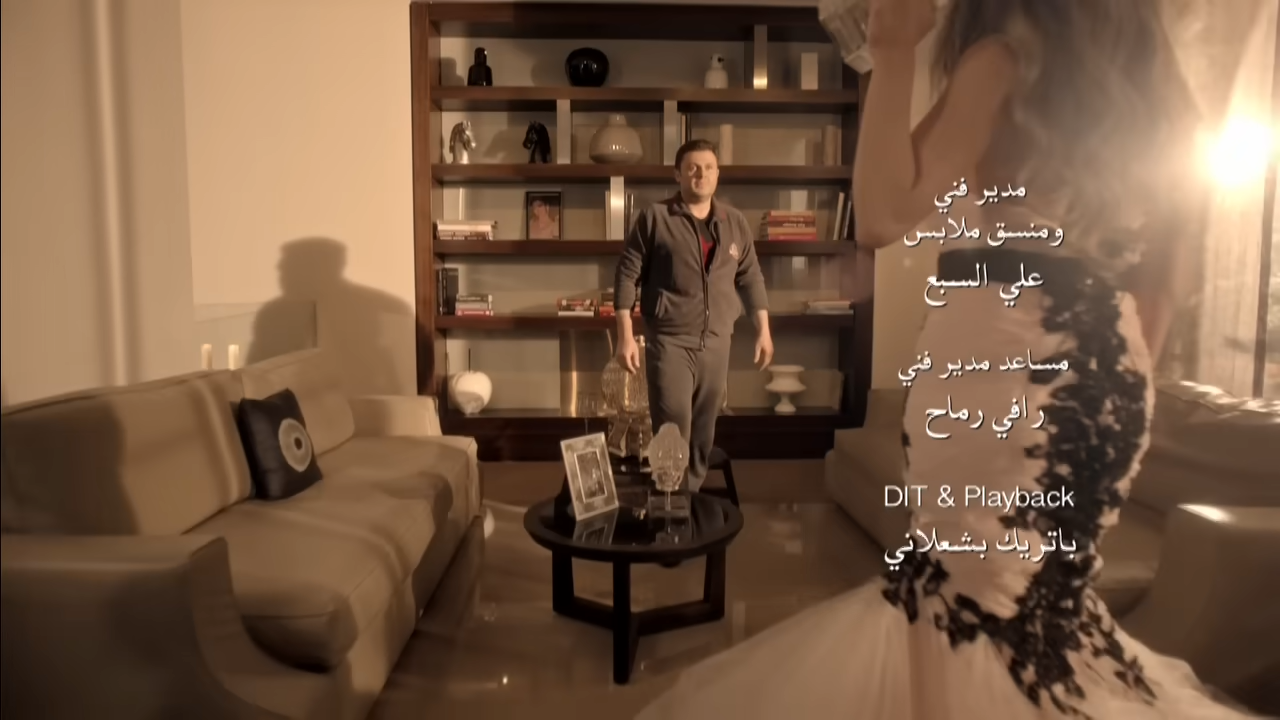 مدير فني
ومنسق ملابس
علي السبع
مساعد مدير فني
رافي رماح
DIT & Playback
باتريك بشعلاني